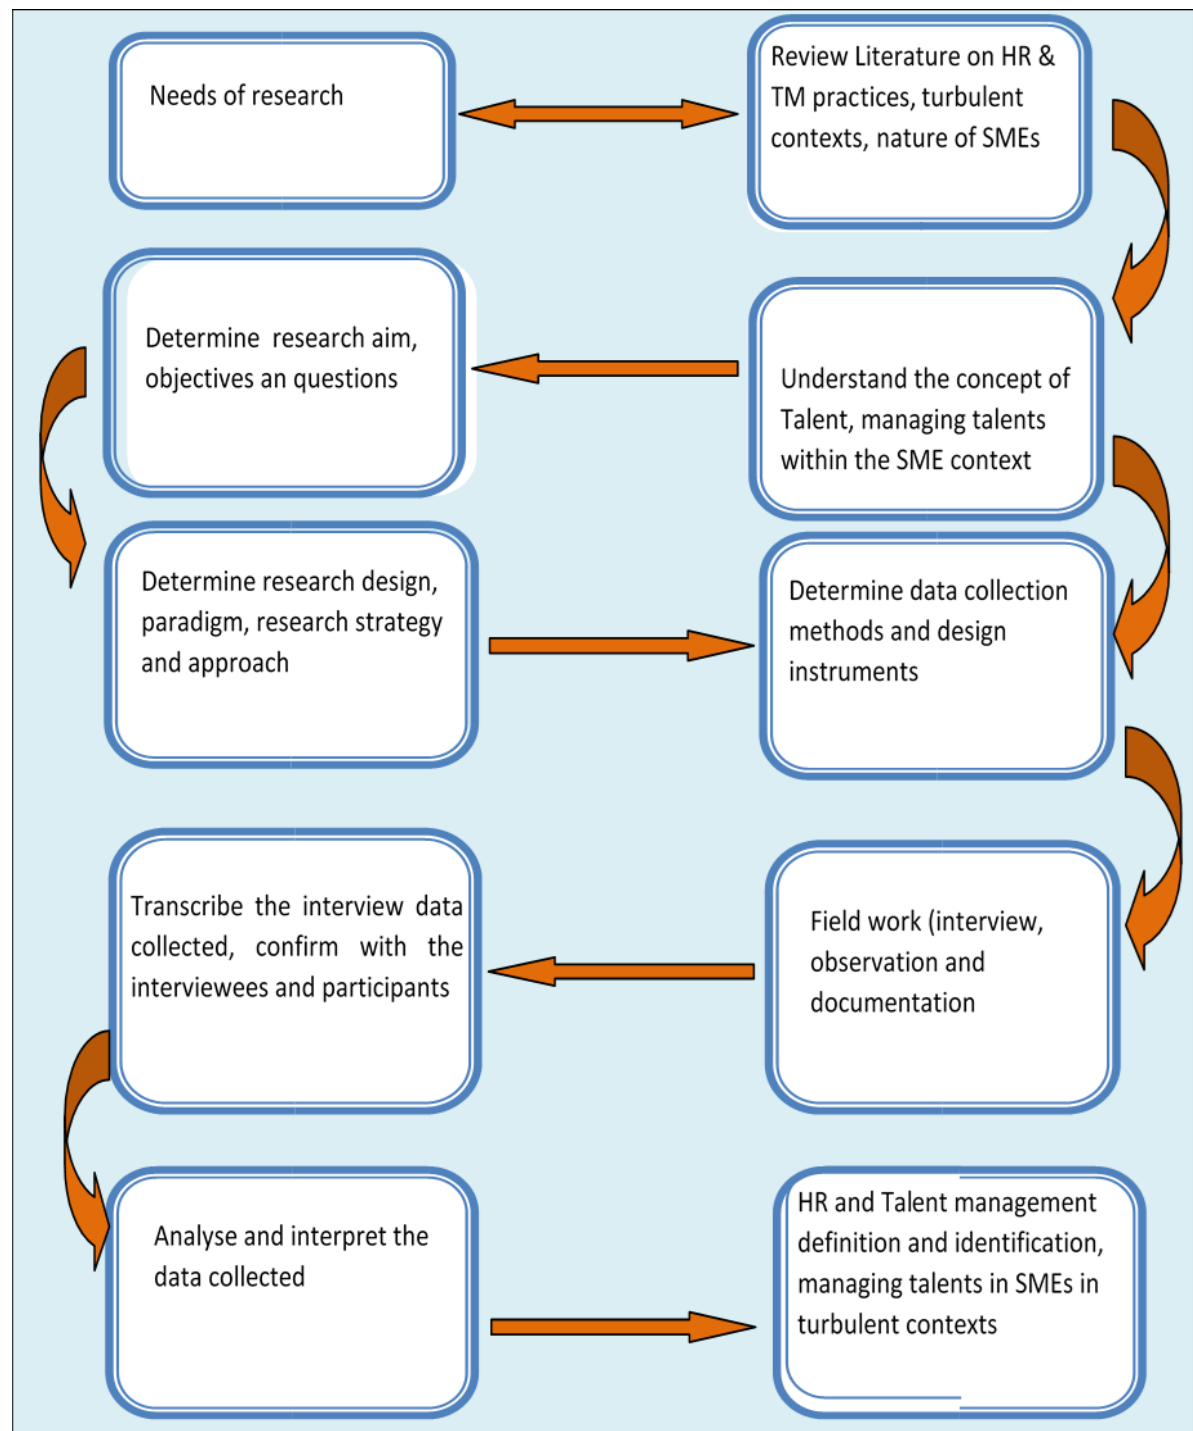 Needs of research
Review Literature on HR &
TM practices, turbulent
contexts, nature of SMEs
Determine research aim,
objectives an questions
Understand the concept of
Talent, managing talents
within the SME context
Determine research design,
paradigm, research strategy
and approach
Determine data collection
methods and design
instruments
Transcribe the interview data
collected, confirm with the
interviewees and participants
Field work (interview,
observation and
documentation
Analyse and interpret the
data collected
HR and Talent management
definition and identification,
managing talents in SMEs in
turbulent contexts